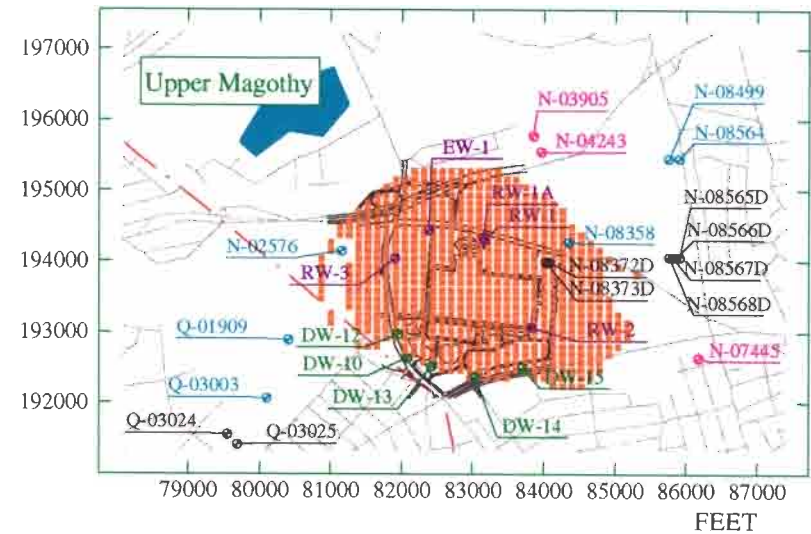 197000
Upper Magothy
N-08499
N-03905
196000
N-08564
EW-1
N-04243
195000
RW-1A
N-08565D
RW-1
N-08566D
N-02576
N-08358
194000
RW-3
N-08372D
N-08567D
N-08373D
N-08568D
193000
Q-01909
DW-12
RW-2
N-07445
DW-10
DW-15
Q-03003
DW-13
192000
Q-03024
Q-03025
DW-14
79000 80000 81000 82000 83000 84000 85000 86000 87000
FEET